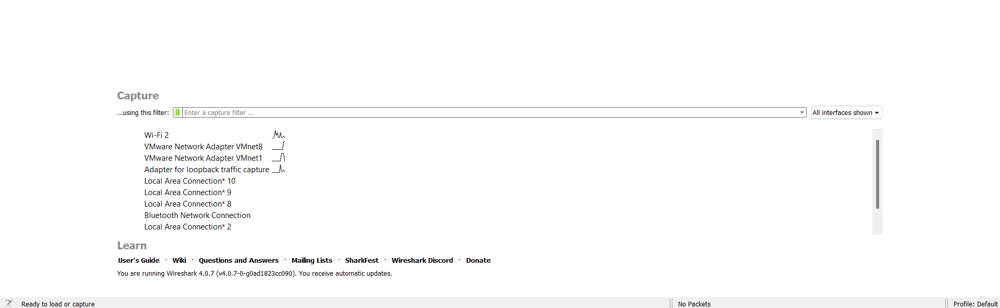 Capture
...using this filter: Enter a capture filter ... All interfaces shown
Wi-Fi 2
VMware Network Adapter VMnet8
VMware Network Adapter VMnet1
Adapter for loopback traffic capture
Local Area Connection* 10
Local Area Connection* 9
Local Area Connection* 8
Bluetooth Network Connection
Local Area Connection* 2
Learn
User's Guide · Wiki · Questions and Answers · Mailing Lists · SharkFest · Wireshark Discord · Donate
You are running Wireshark 4.0.7 (v4.0.7-0-g0ad1823cc090). You receive automatic updates.
Ready to load or capture No Packets Profile: Default